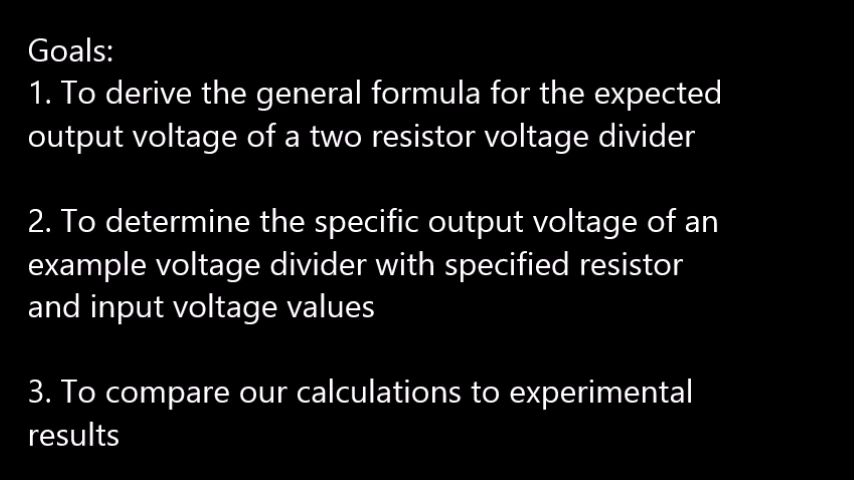 Goals:
1. To derive the general formula for the expected
output voltage of a two resistor voltage divider
2. To determine the specific output voltage of an
example voltage divider with specified resistor
and input voltage values
3. To compare our calculations to experimental
results